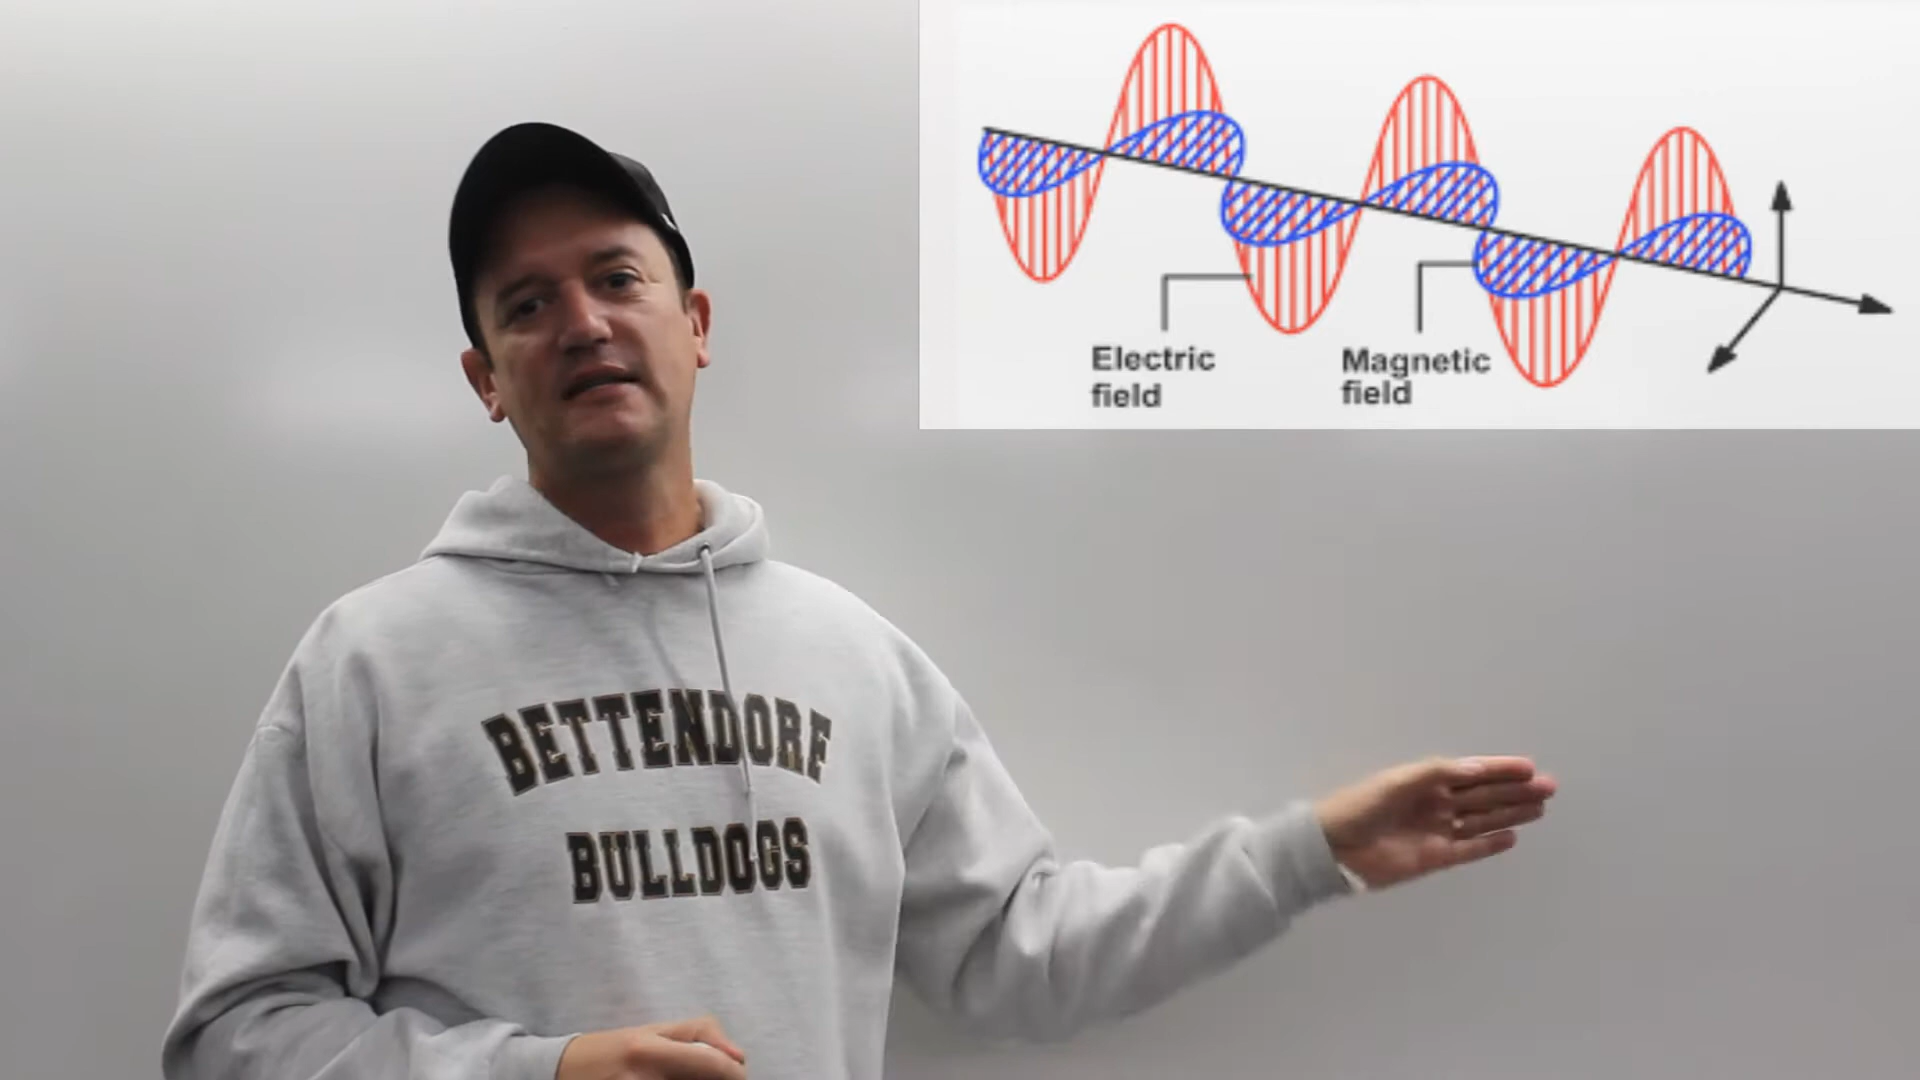 Electric
field
Magnetic
field
BETTENDORF
BULLDOGS